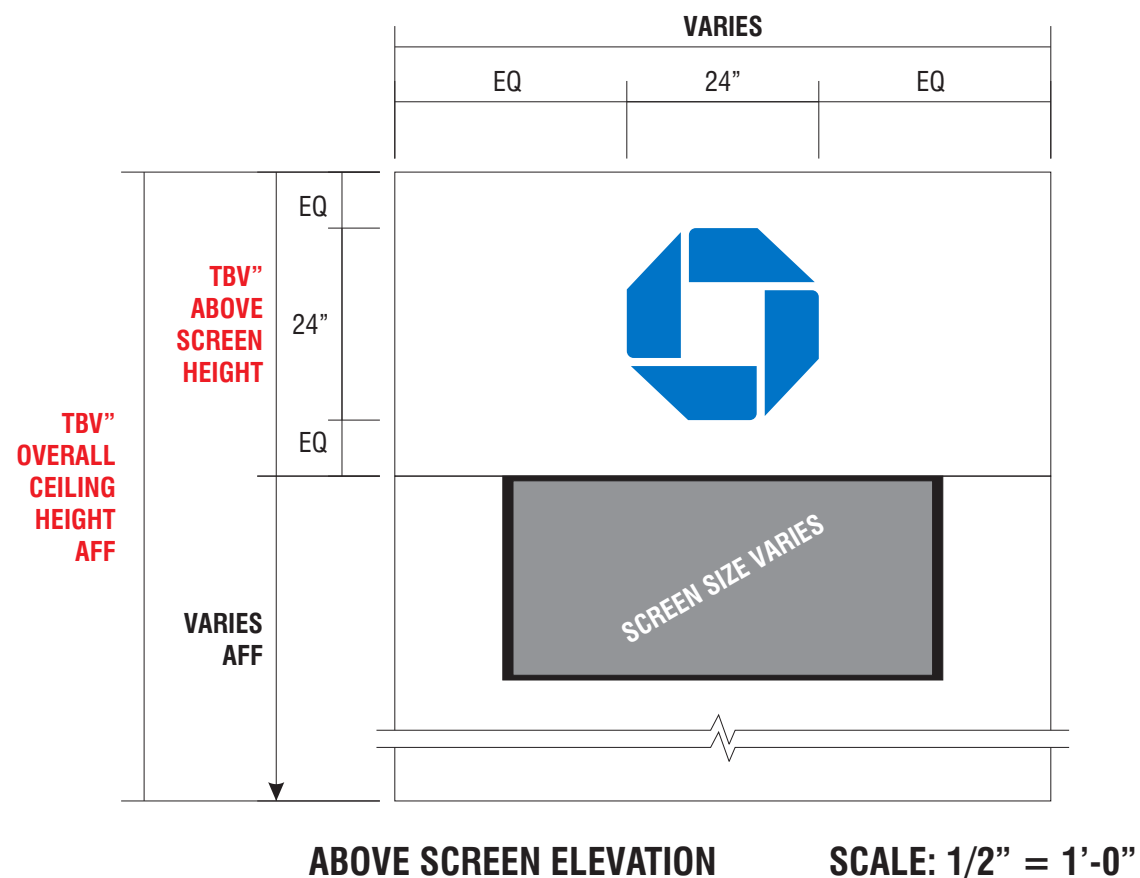 VARIES
EQ
24”
EQ
EQ
TBV”
ABOVE
SCREEN
HEIGHT
24”
EQ
TBV”
OVERALL
CEILING
HEIGHT
AFF
SCREEN SIZE VARIES
VARIES
AFF
ABOVE SCREEN ELEVATION
SCALE: 1/2” = 1’-0”